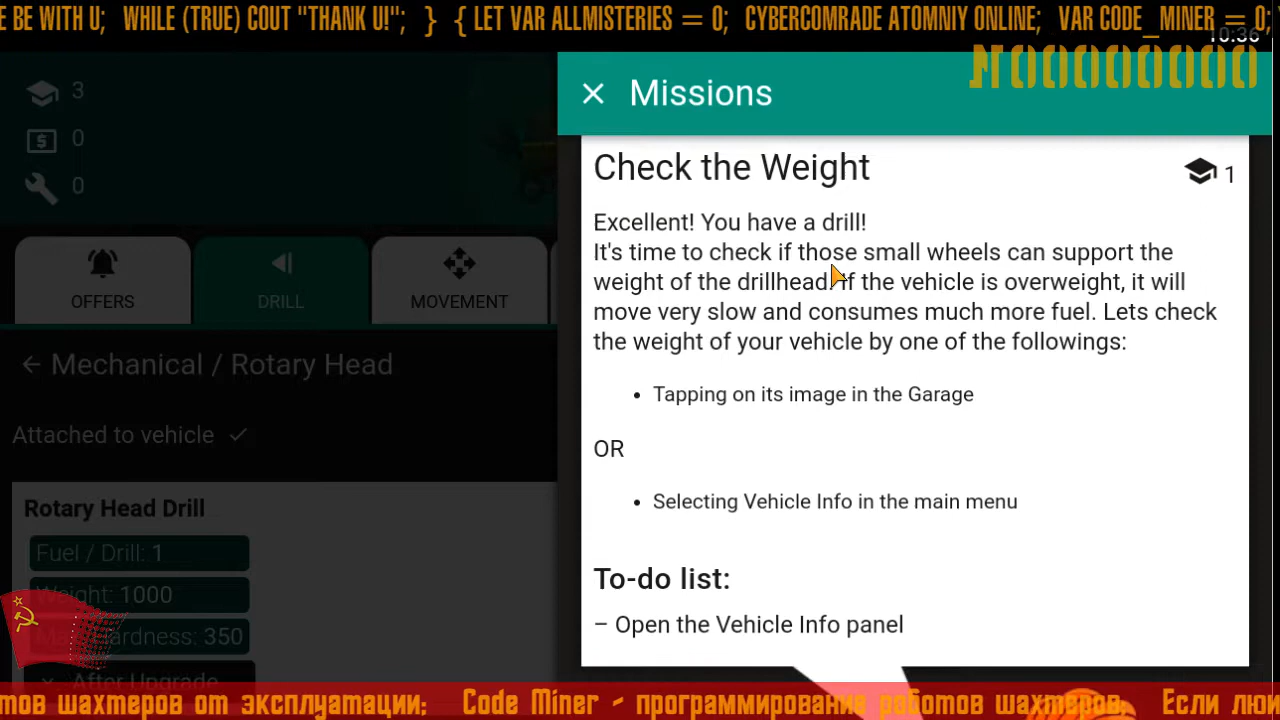 E BE WITH U;   WHILE (TRUE) COUT "THANK U!";   }   { LET VAR ALLMISTERIES = 0;   CYBERCOMRADE ATOMNIY ONLINE;   VAR CODE_MINER = 0;
10:36
3
Missions
0
0
Check the Weight
1
Excellent! You have a drill!
It's time to check if those small wheels can support the
weight of the drillhead. If the vehicle is overweight, it will
move very slow and consumes much more fuel. Lets check
the weight of your vehicle by one of the followings:
• Tapping on its image in the Garage
OR
• Selecting Vehicle Info in the main menu
To-do list:
– Open the Vehicle Info panel
OFFERS
DRILL
MOVEMENT
Mechanical / Rotary Head
Attached to vehicle
Rotary Head Drill
Fuel / Drill: 1
Weight: 1000
Max Hardness: 350
After Upgrade
тов шахтеров от эксплуатации;   Code Miner - программирование работов шахтеров;   Если лю